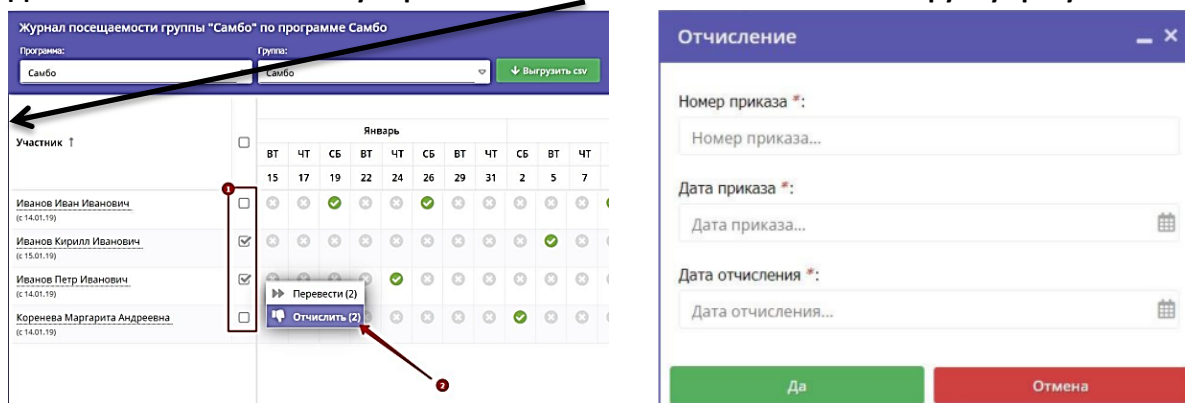 Журнал посещаемости группы "Самбо" по программе Самбо
Программа:
Группа:
Самбо
Самбо
Выгрузить csv
Участник ↑
Январь
ВТ ЧТ СБ ВТ ЧТ СБ ВТ ЧТ СБ ВТ ЧТ
15 17 19 22 24 26 29 31 2 5 7
1
Иванов Иван Иванович
(с 14.01.19)
Иванов Кирилл Иванович
(с 15.01.19)
Иванов Петр Иванович
(с 14.01.19)
Перевести (2)
Отчислить (2)
Коренева Маргарита Андреевна
(с 14.01.19)
2
Отчисление
Номер приказа *:
Номер приказа...
Дата приказа *:
Дата приказа...
Дата отчисления *:
Дата отчисления...
Да
Отмена